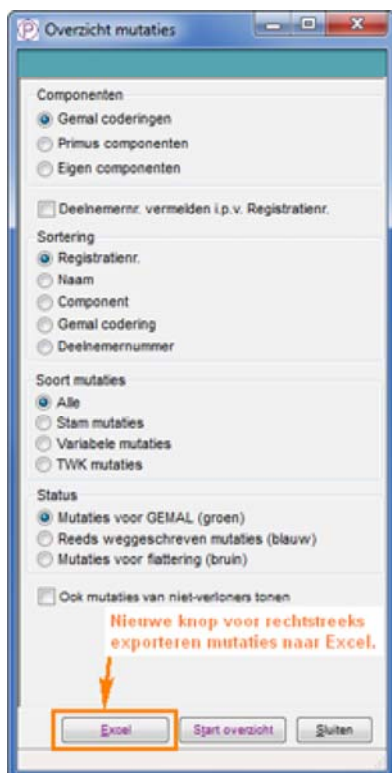 Overzicht mutaties
Componenten
Gemal coderingen
Primus componenten
Eigen componenten
Deelnemernr. vermelden i.p.v. Registratienr.
Sortering
Registratienr.
Naam
Component
Gemal codering
Deelnemernummer
Soort mutaties
Alle
Stam mutaties
Variabele mutaties
TWK mutaties
Status
Mutaties voor GEMAL (groen)
Reeds weggeschreven mutaties (blauw)
Mutaties voor fiattering (bruin)
Ook mutaties van niet-verloners tonen
Nieuwe knop voor rechtstreeks
exporteren mutaties naar Excel.
Excel Start overzicht Sluiten